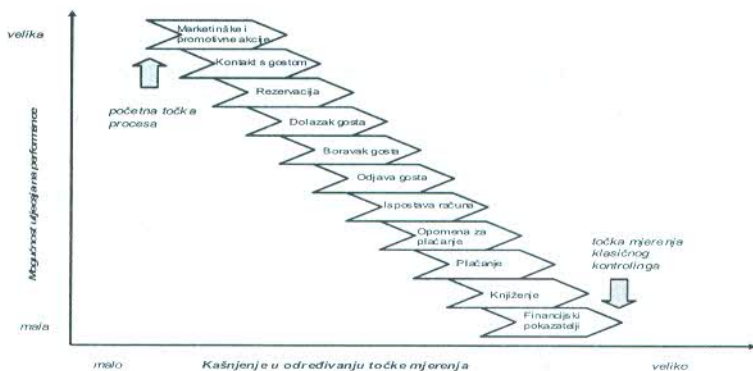 velika
Marketinške i
promotivne akcije
Kontakt s gostom
početna točka
procesa
Rezervacija
Dolazak gosta
Boravak gosta
Odjava gosta
Ispostava računa
Opomena za
plaćanje
točka mjerenja
klasičnog
kontrolinga
Plaćanje
Knjiženje
Financijski
pokazatelji
Mogućnost utjecaja na performance
mala
malo
Kašnjenje u određivanju točke mjerenja
veliko